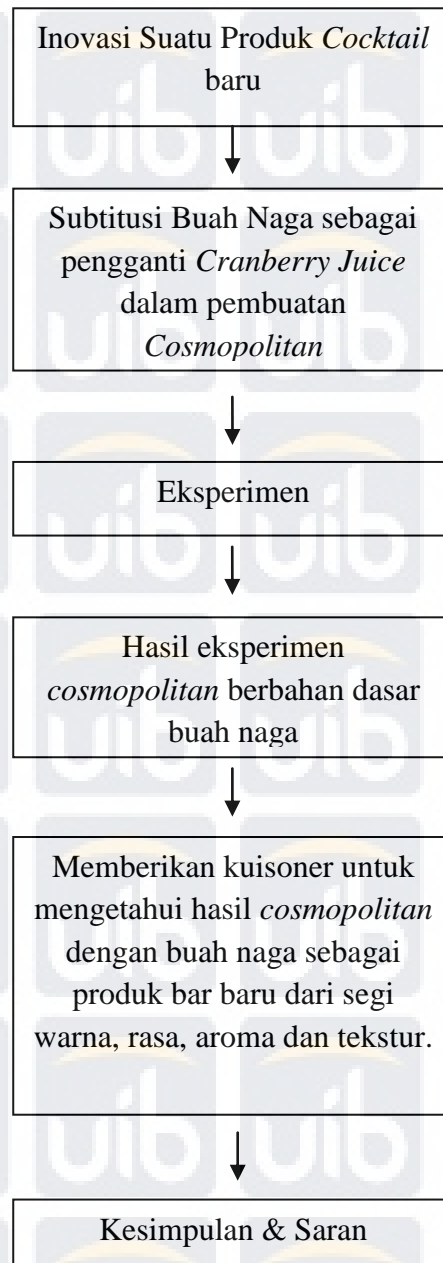 Inovasi Suatu Produk Cocktail
baru
Subtitusi Buah Naga sebagai
pengganti Cranberry Juice
dalam pembuatan
Cosmopolitan
Eksperimen
Hasil eksperimen
cosmopolitan berbahan dasar
buah naga
Memberikan kuisoner untuk
mengetahui hasil cosmopolitan
dengan buah naga sebagai
produk bar baru dari segi
warna, rasa, aroma dan tekstur.
Kesimpulan & Saran